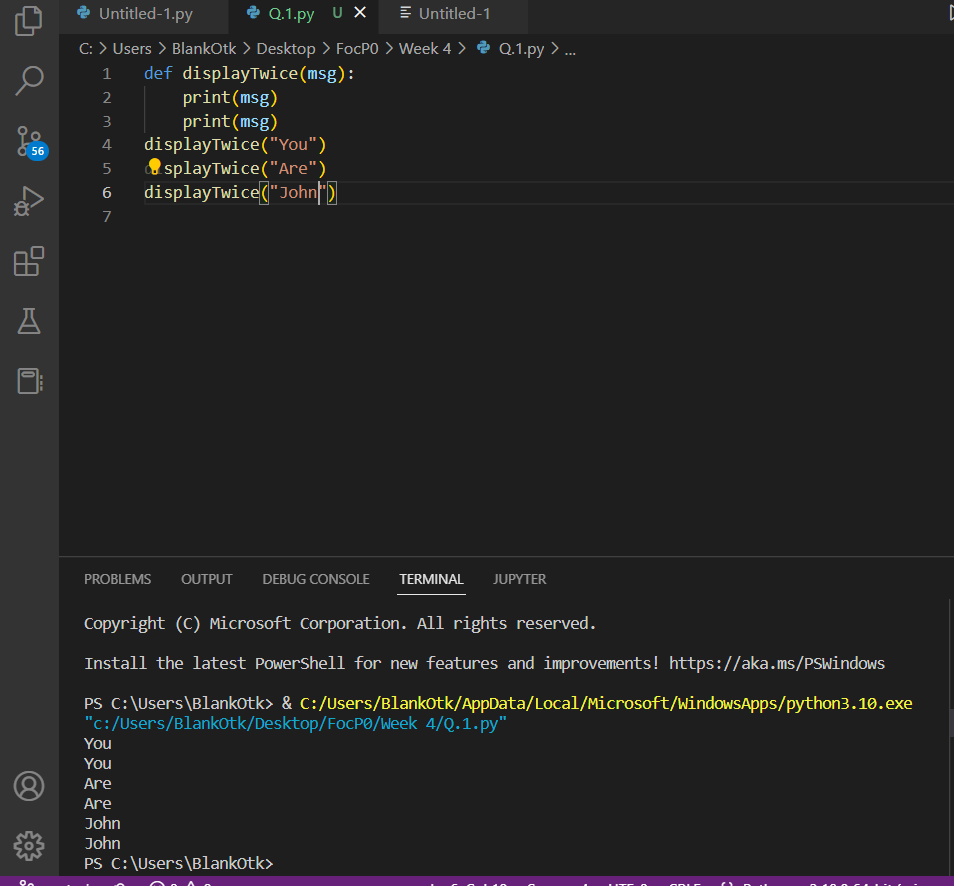 Untitled-1.py Q.1.py U Untitled-1
C: > Users > BlankOtk > Desktop > FocP0 > Week 4 > Q.1.py > ...
1 def displayTwice(msg):
2 print(msg)
3 print(msg)
4 displayTwice("You")
56
5 splayTwice("Are")
6 displayTwice("John")
7
PROBLEMS OUTPUT DEBUG CONSOLE TERMINAL JUPYTER
Copyright (C) Microsoft Corporation. All rights reserved.
Install the latest PowerShell for new features and improvements! https://aka.ms/PSWindows
PS C:\Users\BlankOtk> & C:/Users/BlankOtk/AppData/Local/Microsoft/WindowsApps/python3.10.exe
"c:/Users/BlankOtk/Desktop/FocP0/Week 4/Q.1.py"
You
You
Are
Are
John
John
PS C:\Users\BlankOtk>